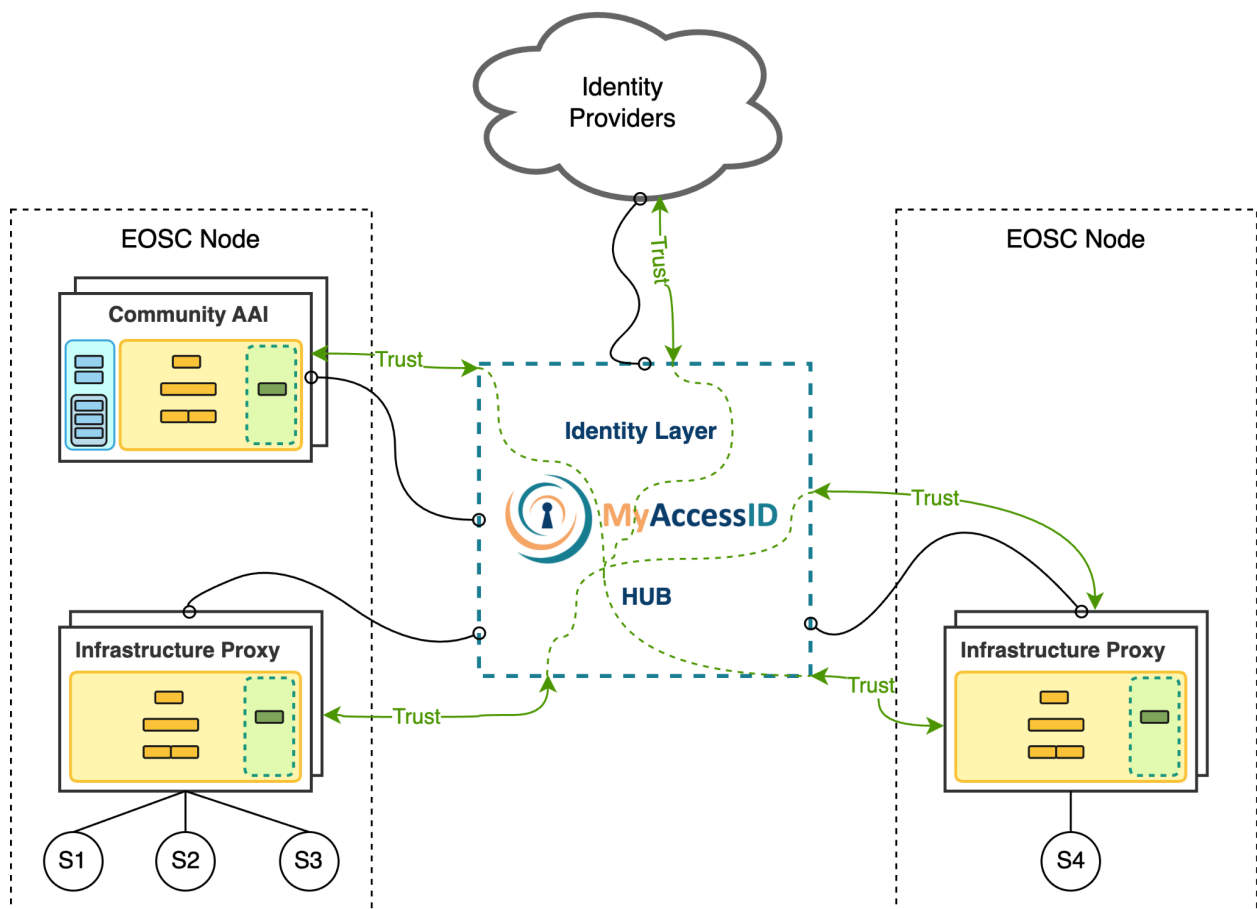 Identity
Providers
EOSC Node
EOSC Node
Community AAI
Trust
Trust
Identity Layer
MyAccessID
Trust
HUB
Infrastructure Proxy
Infrastructure Proxy
Trust
Trust
S1
S2
S3
S4